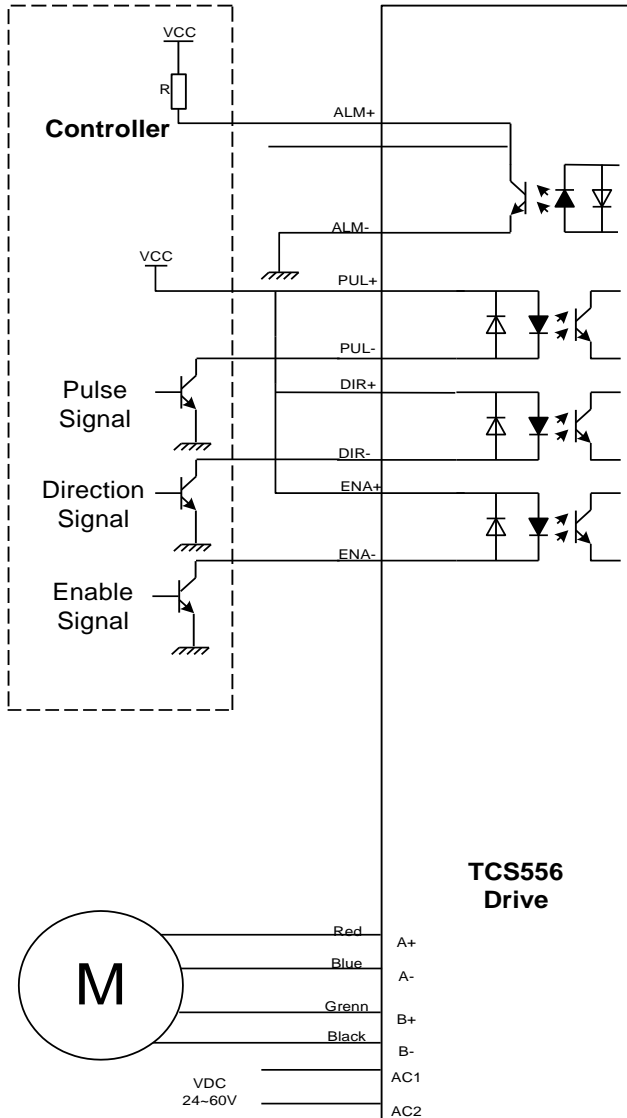 VCC
R
Controller
ALM+
ALM-
VCC
PUL+
PUL-
Pulse
Signal
DIR+
DIR-
Direction
Signal
ENA+
ENA-
Enable
Signal
TCS556
Drive
M
Red
A+
Blue
A-
Grenn
B+
Black
B-
VDC
24~60V
AC1
AC2